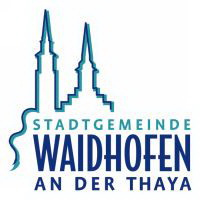 STADTGEMEINDE
WAIDHOFEN
AN DER THAYA